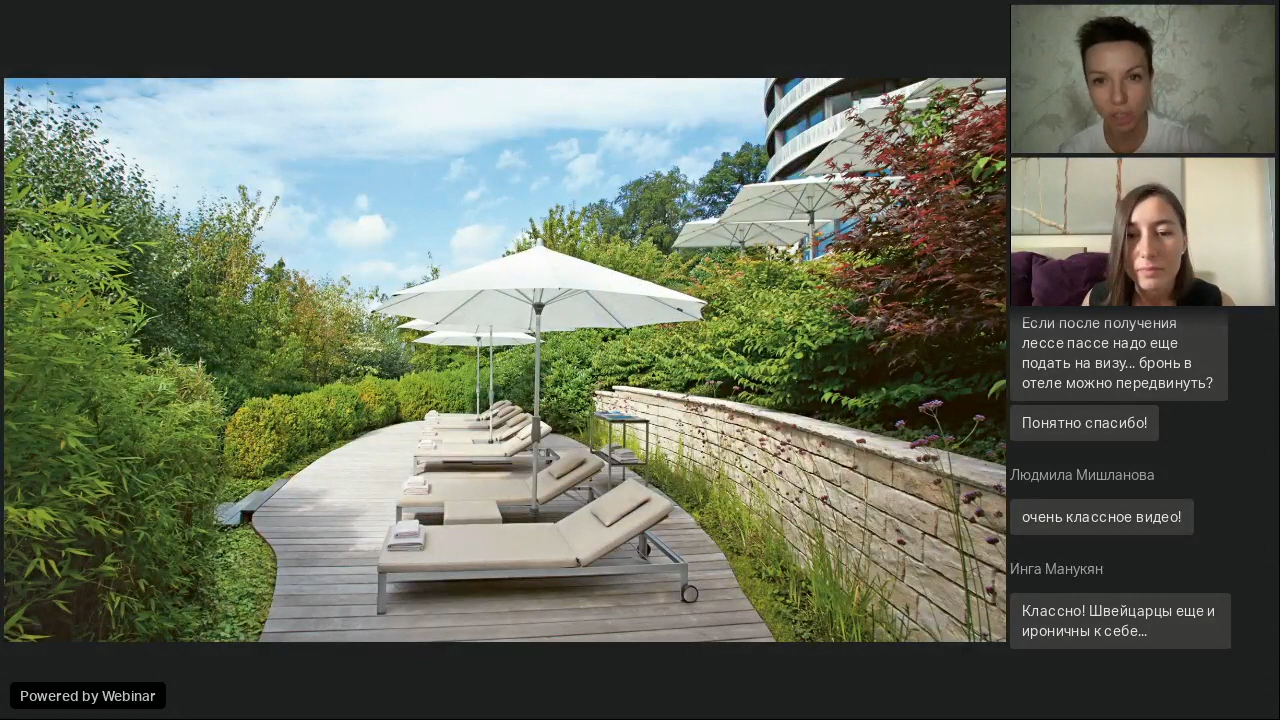 Если после получения
лессе пассе надо еще
подать на визу... бронь в
отеле можно передвинуть?
Понятно спасибо!
Людмила Мишланова
очень классное видео!
Инга Манукян
Классно! Швейцарцы еще и
ироничны к себе...
Powered by Webinar